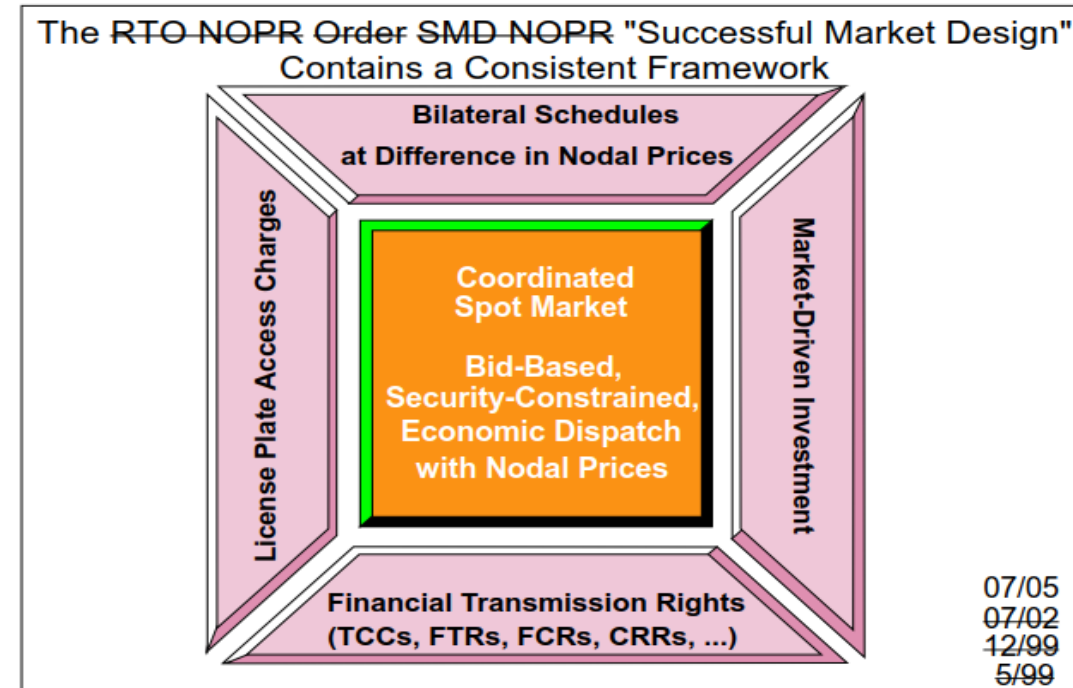 The RTO NOPR Order SMD NOPR "Successful Market Design"
Contains a Consistent Framework
Bilateral Schedules
at Difference in Nodal Prices
License Plate Access Charges
Coordinated
Spot Market
Bid-Based,
Security-Constrained,
Economic Dispatch
with Nodal Prices
Market-Driven Investment
Financial Transmission Rights
(TCCs, FTRs, FCRs, CRRs, ...)
07/05
07/02
12/99
5/99